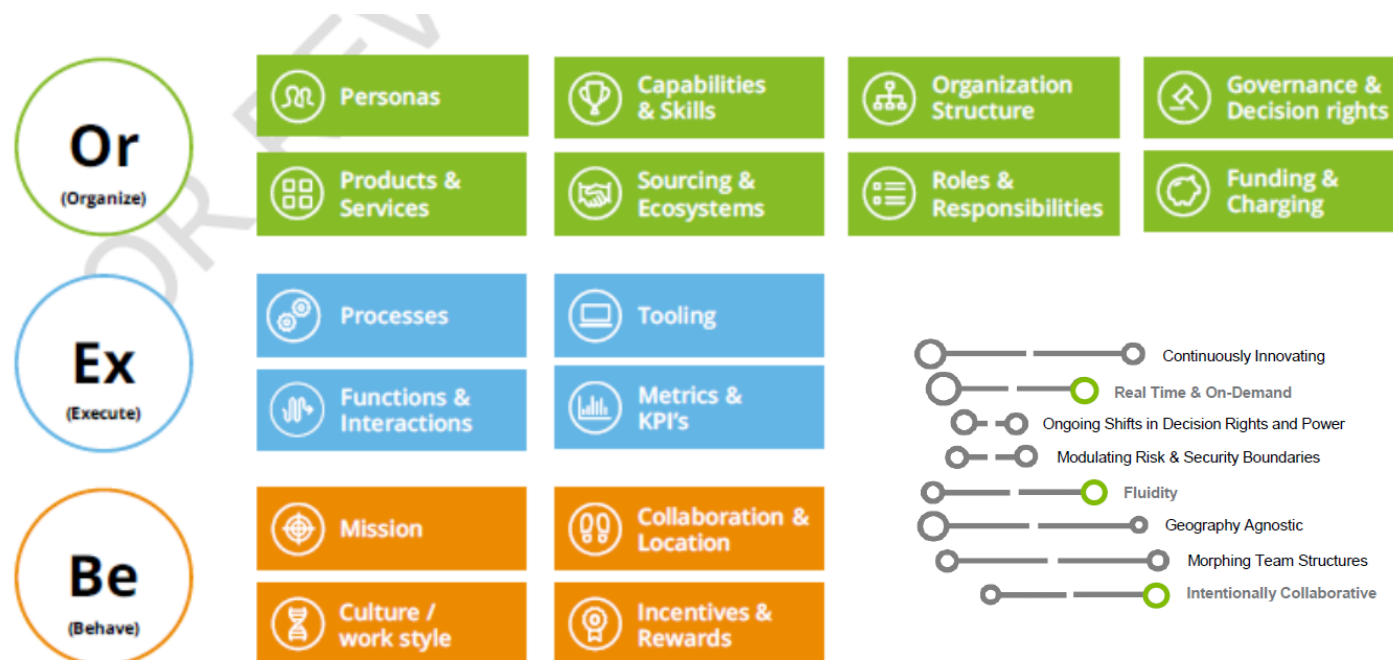 OR REV
Or
(Organize)
Personas
Capabilities
& Skills
Organization
Structure
Governance &
Decision rights
Products &
Services
Sourcing &
Ecosystems
Roles &
Responsibilities
Funding &
Charging
Ex
(Execute)
Processes
Tooling
Functions &
Interactions
Metrics &
KPI's
Continuously Innovating
Real Time & On-Demand
Ongoing Shifts in Decision Rights and Power
Modulating Risk & Security Boundaries
Fluidity
Geography Agnostic
Morphing Team Structures
Intentionally Collaborative
Be
(Behave)
Mission
Collaboration &
Location
Culture /
work style
Incentives &
Rewards